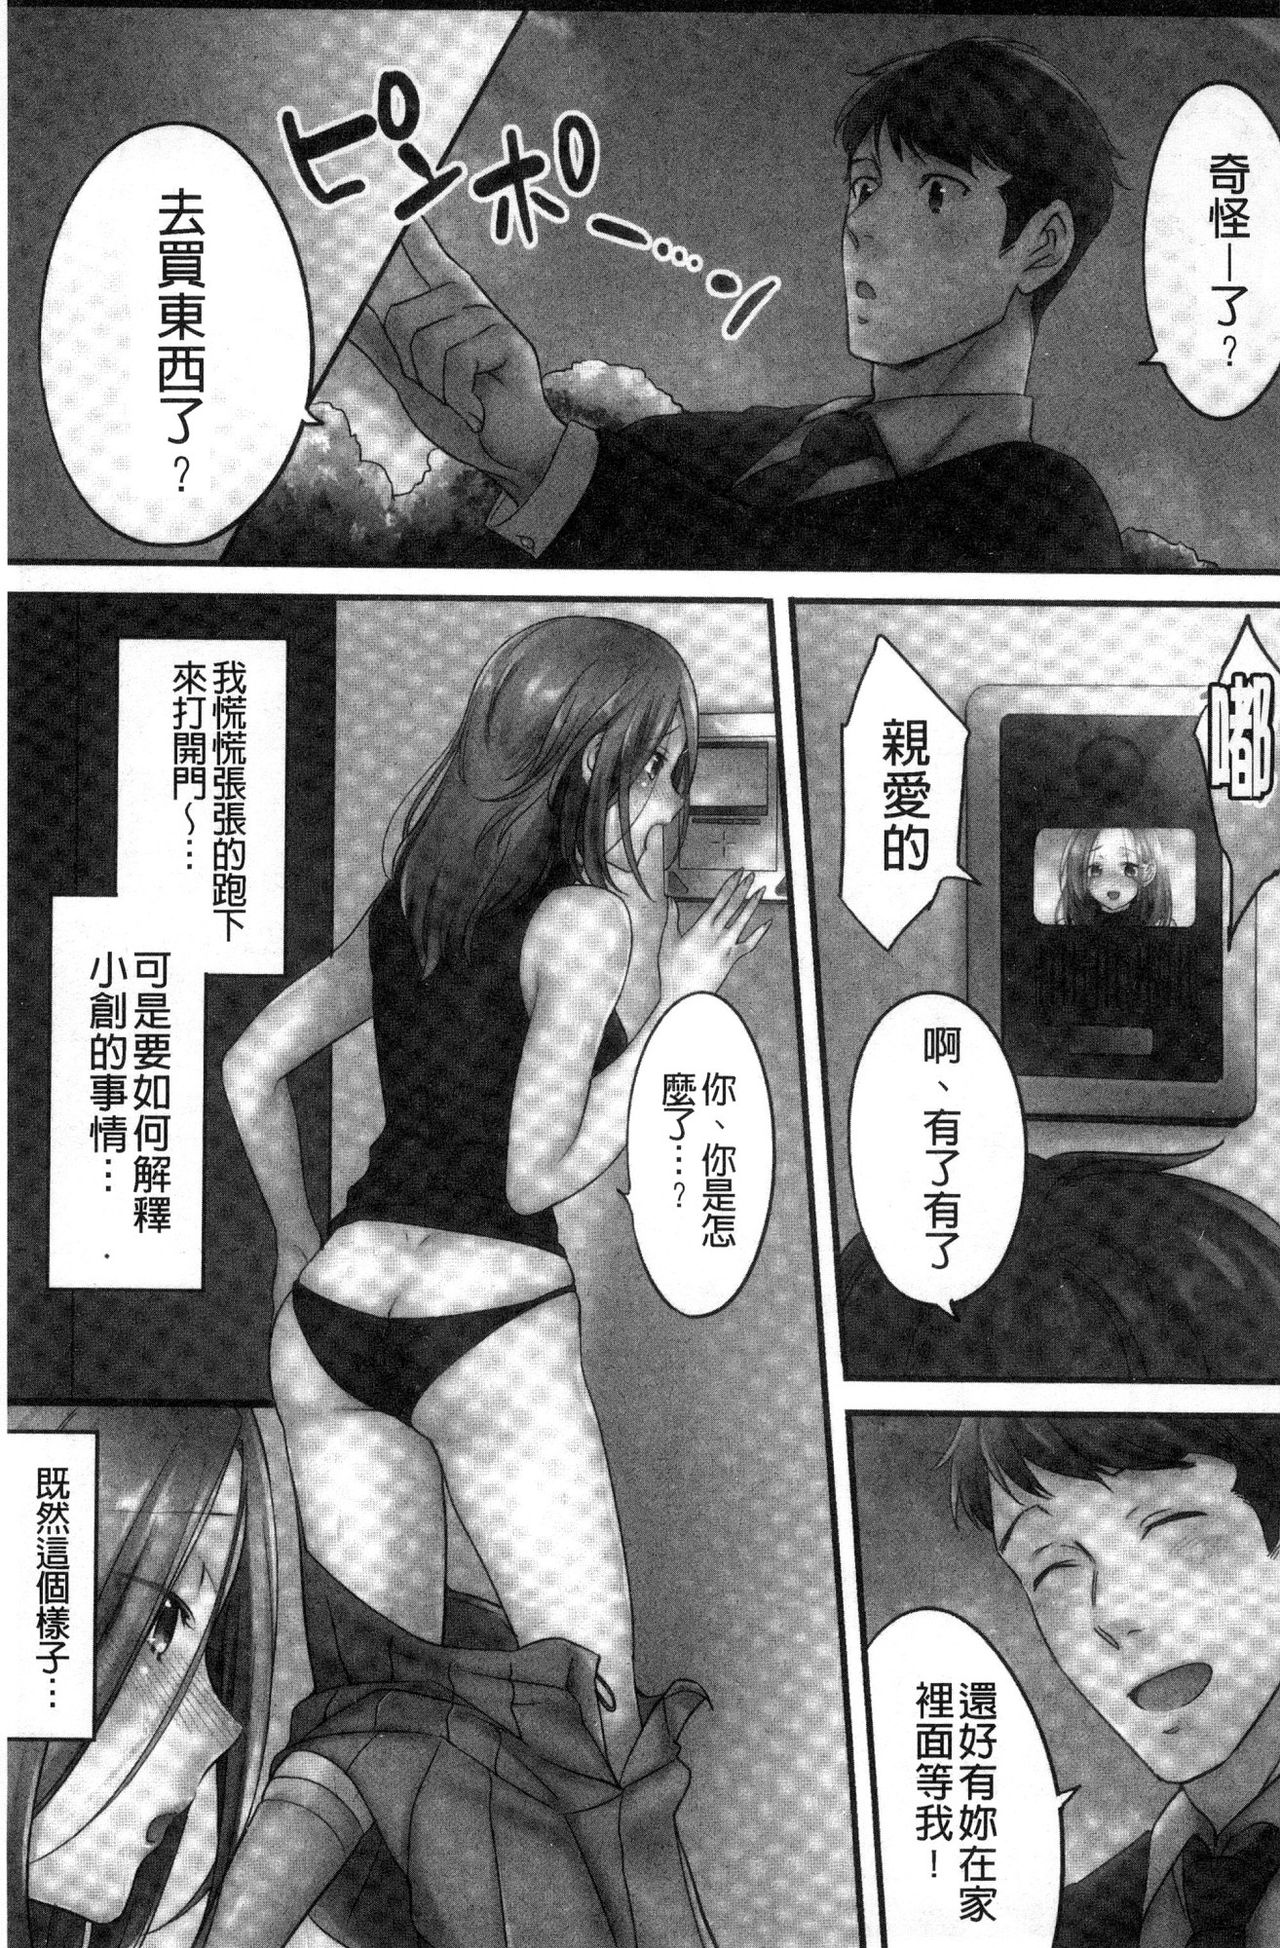 奇怪—了?
ピンポーン
去買東西了?
嘟
親愛的
啊、有了有了
你、你是怎
麼了…?
我慌慌張張的跑下
來打開門~…
可是要如何解釋
小創的事情…
還好有妳在家
裡面等我!
既然這個樣子…